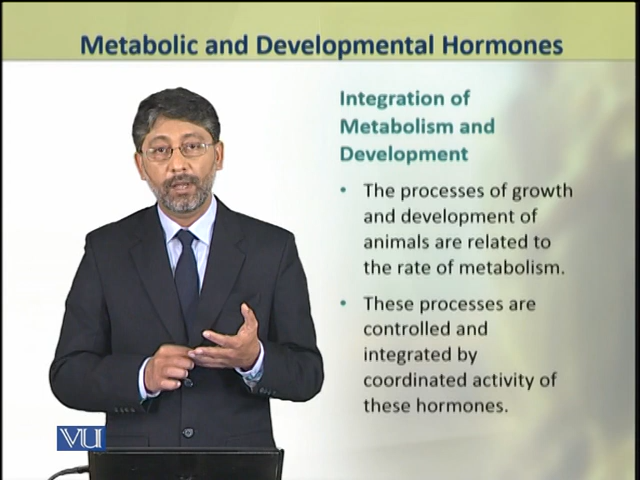 Metabolic and Developmental Hormones
Integration of
Metabolism and
Development
• The processes of growth
and development of
animals are related to
the rate of metabolism.
• These processes are
controlled and
integrated by
coordinated activity of
these hormones.
VU